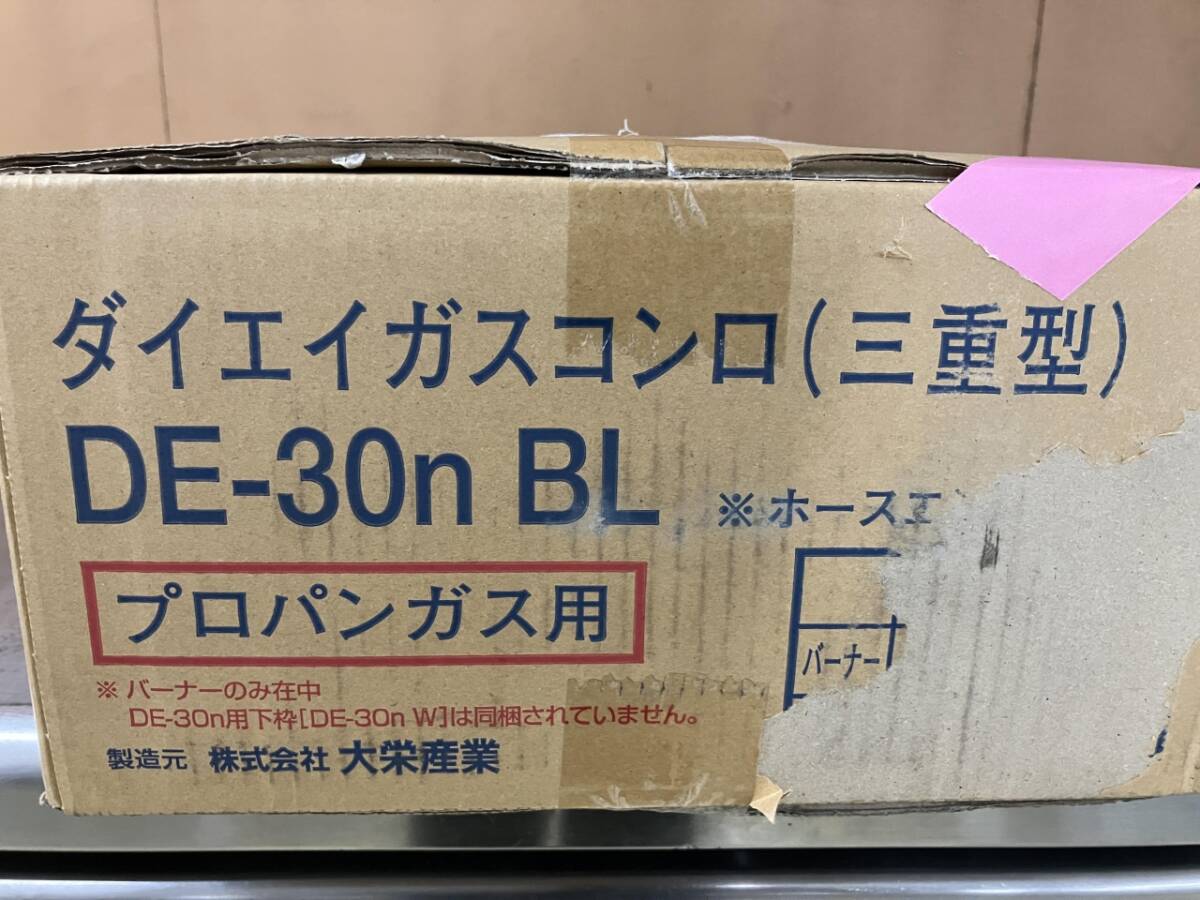 ダイエイガスコンロ(三重型)
DE-30n BL
※ホースエ
プロパンガス用
バーナー
※ バーナーのみ在中
DE-30n用下枠[DE-30n W]は同梱されていません。
製造元 株式会社 大栄産業